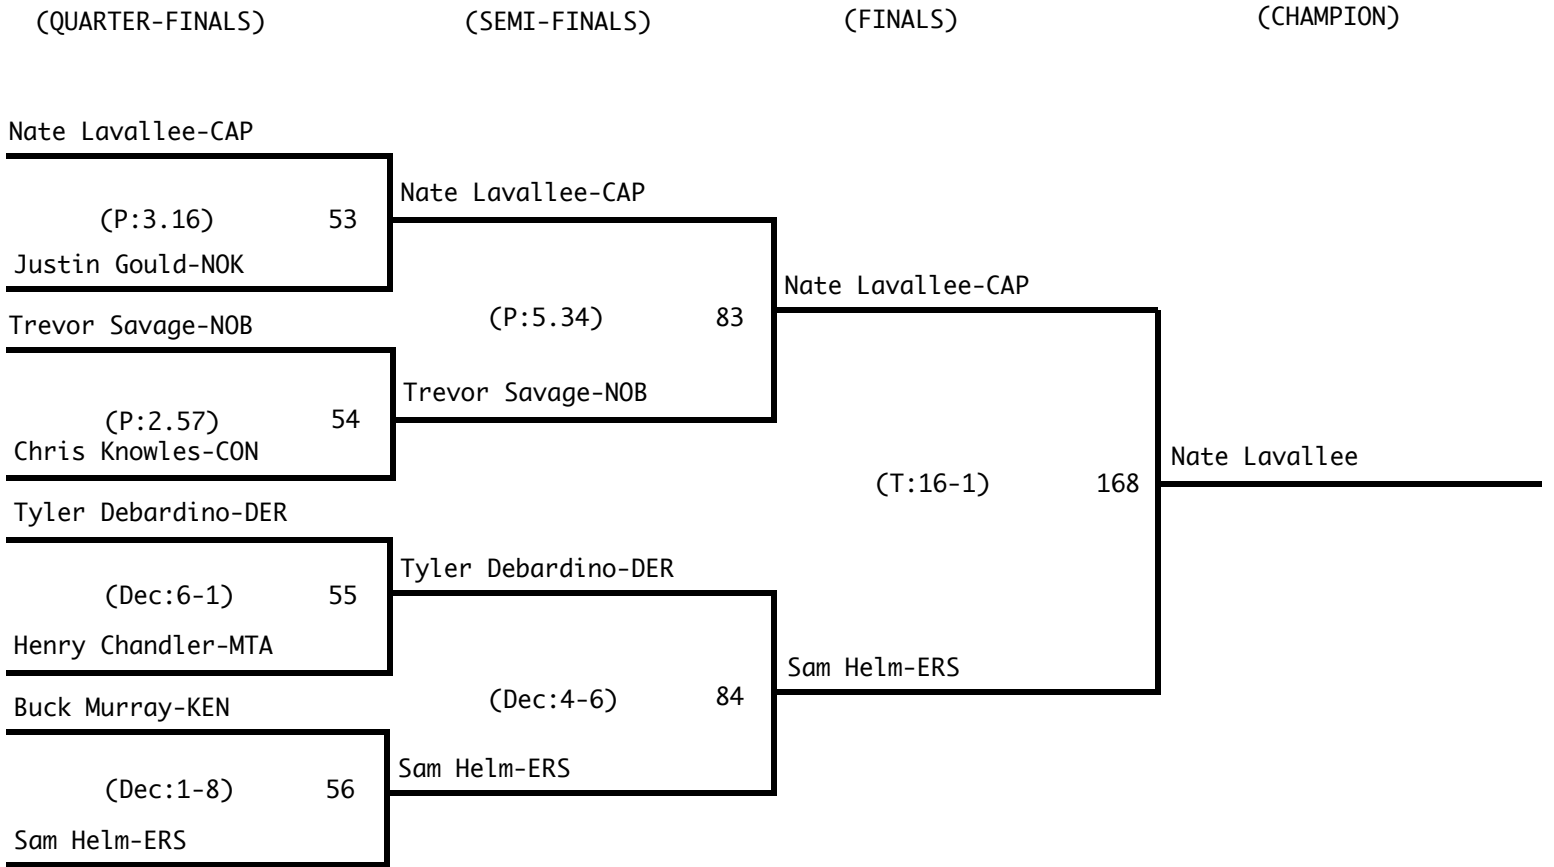 (QUARTER-FINALS) (SEMI-FINALS) (FINALS) (CHAMPION)
Nate Lavallee-CAP
(P:3.16) 53
Justin Gould-NOK
Trevor Savage-NOB
(P:2.57) 54
Chris Knowles-CON
Tyler Debardino-DER
(Dec:6-1) 55
Henry Chandler-MTA
Buck Murray-KEN
(Dec:1-8) 56
Sam Helm-ERS
Nate Lavallee-CAP
(P:5.34) 83
Trevor Savage-NOB
Tyler Debardino-DER
(Dec:4-6) 84
Sam Helm-ERS
Nate Lavallee-CAP
(T:16-1) 168
Sam Helm-ERS
Nate Lavallee